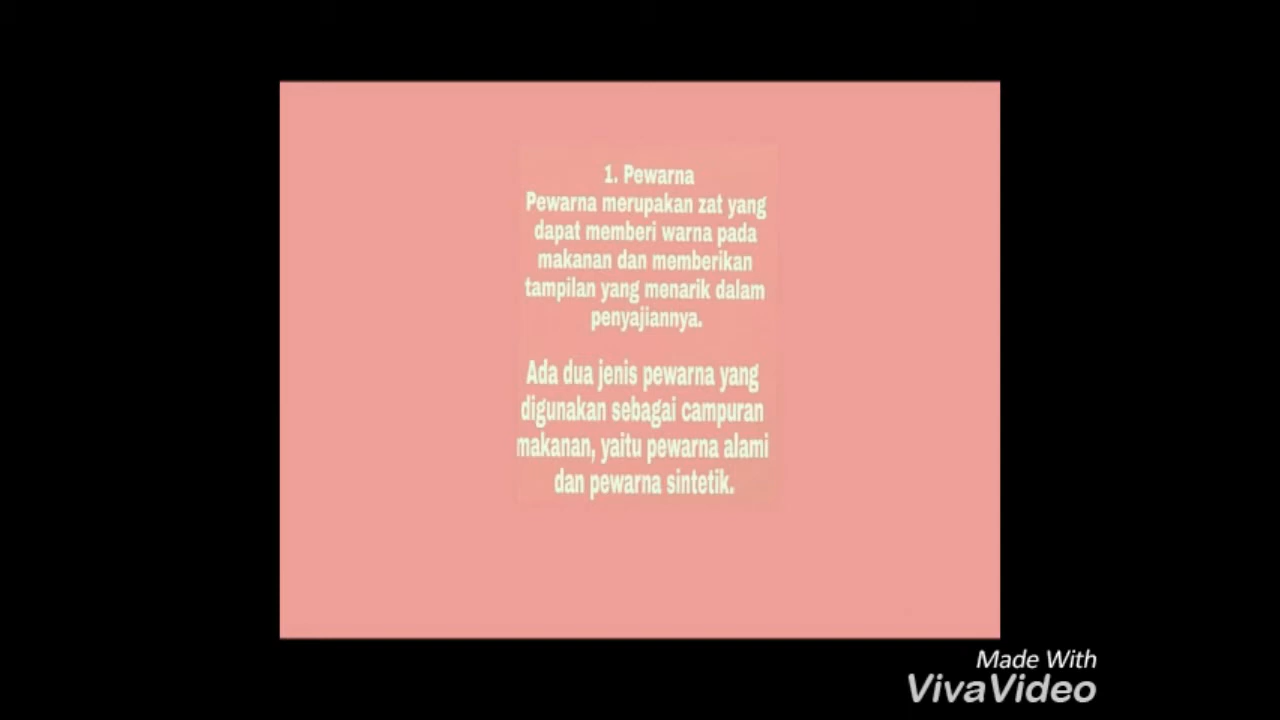 1. Pewarna
Pewarna merupakan zat yang
dapat memberi warna pada
makanan dan memberikan
tampilan yang menarik dalam
penyajiannya.
Ada dua jenis pewarna yang
digunakan sebagai campuran
makanan, yaitu pewarna alami
dan pewarna sintetik.
Made With
VivaVideo